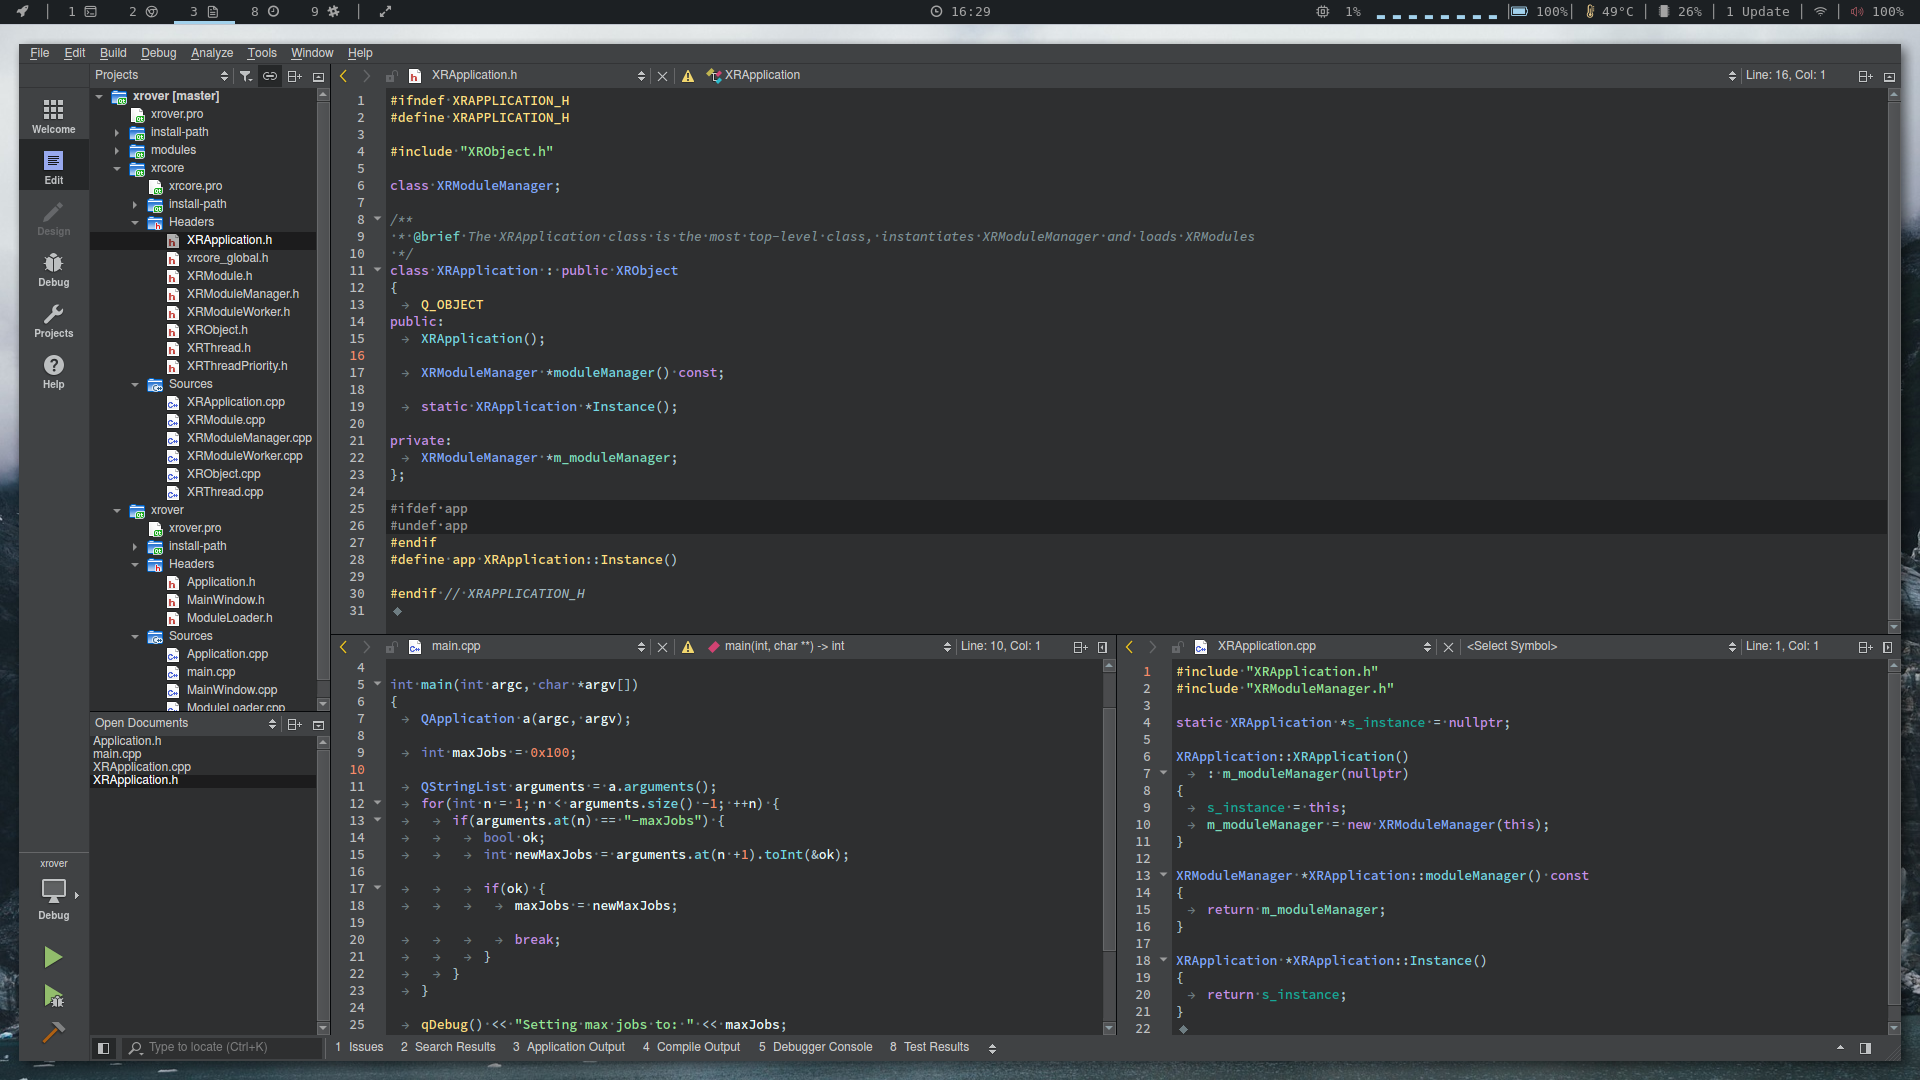 1 2 3 8 9 16:29 1% 100% 49°C 26% 1 Update 100%
File Edit Build Debug Analyze Tools Window Help
Projects
XRApplication.h XRApplication Line: 16, Col: 1
Welcome
Edit
Design
Debug
Projects
Help
xrover [master]
xrover.pro
install-path
modules
xrcore
xrcore.pro
install-path
Headers
XRApplication.h
xrcore_global.h
XRModule.h
XRModuleManager.h
XRModuleWorker.h
XRObject.h
XRThread.h
XRThreadPriority.h
Sources
XRApplication.cpp
XRModule.cpp
XRModuleManager.cpp
XRModuleWorker.cpp
XRObject.cpp
XRThread.cpp
xrover
xrover.pro
install-path
Headers
Application.h
MainWindow.h
ModuleLoader.h
Sources
Application.cpp
main.cpp
MainWindow.cpp
ModuleLoader.cpp
Open Documents
Application.h
main.cpp
XRApplication.cpp
XRApplication.h
xrover
Debug
1 #ifndef XRAPPLICATION_H
2 #define XRAPPLICATION_H
3
4 #include "XRObject.h"
5
6 class XRModuleManager;
7
8 /**
9 * @brief The XRApplication class is the most top-level class, instantiates XRModuleManager and loads XRModules
10 */
11 class XRApplication : public XRObject
12 {
13 Q_OBJECT
14 public:
15 XRApplication();
16
17 XRModuleManager *moduleManager() const;
18
19 static XRApplication *Instance();
20
21 private:
22 XRModuleManager *m_moduleManager;
23 };
24
25 #ifdef app
26 #undef app
27 #endif
28 #define app XRApplication::Instance()
29
30 #endif // XRAPPLICATION_H
31
main.cpp main(int, char **) -> int Line: 10, Col: 1
4
5 int main(int argc, char *argv[])
6 {
7 QApplication a(argc, argv);
8
9 int maxJobs = 0x100;
10
11 QStringList arguments = a.arguments();
12 for(int n = 1; n < arguments.size() -1; ++n) {
13 if(arguments.at(n) == "-maxJobs") {
14 bool ok;
15 int newMaxJobs = arguments.at(n +1).toInt(&ok);
16
17 if(ok) {
18 maxJobs = newMaxJobs;
19
20 break;
21 }
22 }
23 }
24
25 qDebug() << "Setting max jobs to: " << maxJobs;
XRApplication.cpp <Select Symbol> Line: 1, Col: 1
1 #include "XRApplication.h"
2 #include "XRModuleManager.h"
3
4 static XRApplication *s_instance = nullptr;
5
6 XRApplication::XRApplication()
7 : m_moduleManager(nullptr)
8 {
9 s_instance = this;
10 m_moduleManager = new XRModuleManager(this);
11 }
12
13 XRModuleManager *XRApplication::moduleManager() const
14 {
15 return m_moduleManager;
16 }
17
18 XRApplication *XRApplication::Instance()
19 {
20 return s_instance;
21 }
22
Type to locate (Ctrl+K) 1 Issues 2 Search Results 3 Application Output 4 Compile Output 5 Debugger Console 8 Test Results